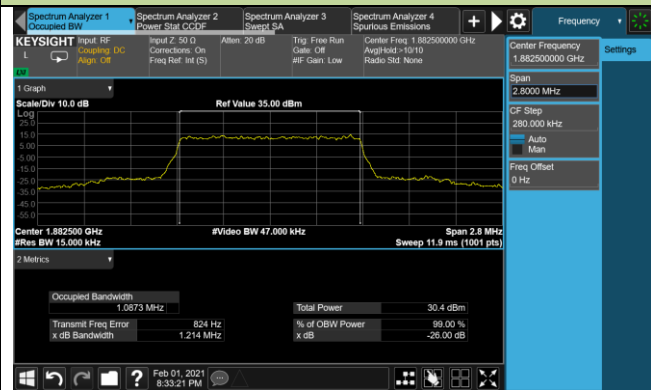 Spectrum Analyzer 1
Occupied BW
Spectrum Analyzer 2
Power Stat CCDF
Spectrum Analyzer 3
Swept SA
Spectrum Analyzer 4
Spurious Emissions
Frequency
KEYSIGHT
L
Input: RF
Coupling: DC
Align: Off
Input Z: 50 Ω
Corrections: On
Freq Ref: Int (S)
Atten: 20 dB
Trig: Free Run
Gate: Off
#IF Gain: Low
Center Freq: 1.882500000 GHz
Avg|Hold:>10/10
Radio Std: None
Center Frequency
1.882500000 GHz
Settings
Span
2.8000 MHz
CF Step
280.000 kHz
Auto
Man
Freq Offset
0 Hz
1 Graph
Scale/Div 10.0 dB
Ref Value 35.00 dBm
Log
25.0
15.0
5.00
-5.00
-15.0
-25.0
-35.0
-45.0
-55.0
Center 1.882500 GHz
#Video BW 47.000 kHz
Span 2.8 MHz
#Res BW 15.000 kHz
Sweep 11.9 ms (1001 pts)
2 Metrics
Occupied Bandwidth
1.0873 MHz
Total Power
30.4 dBm
Transmit Freq Error
824 Hz
% of OBW Power
99.00 %
x dB Bandwidth
1.214 MHz
x dB
-26.00 dB
?
Feb 01, 2021
8:33:21 PM